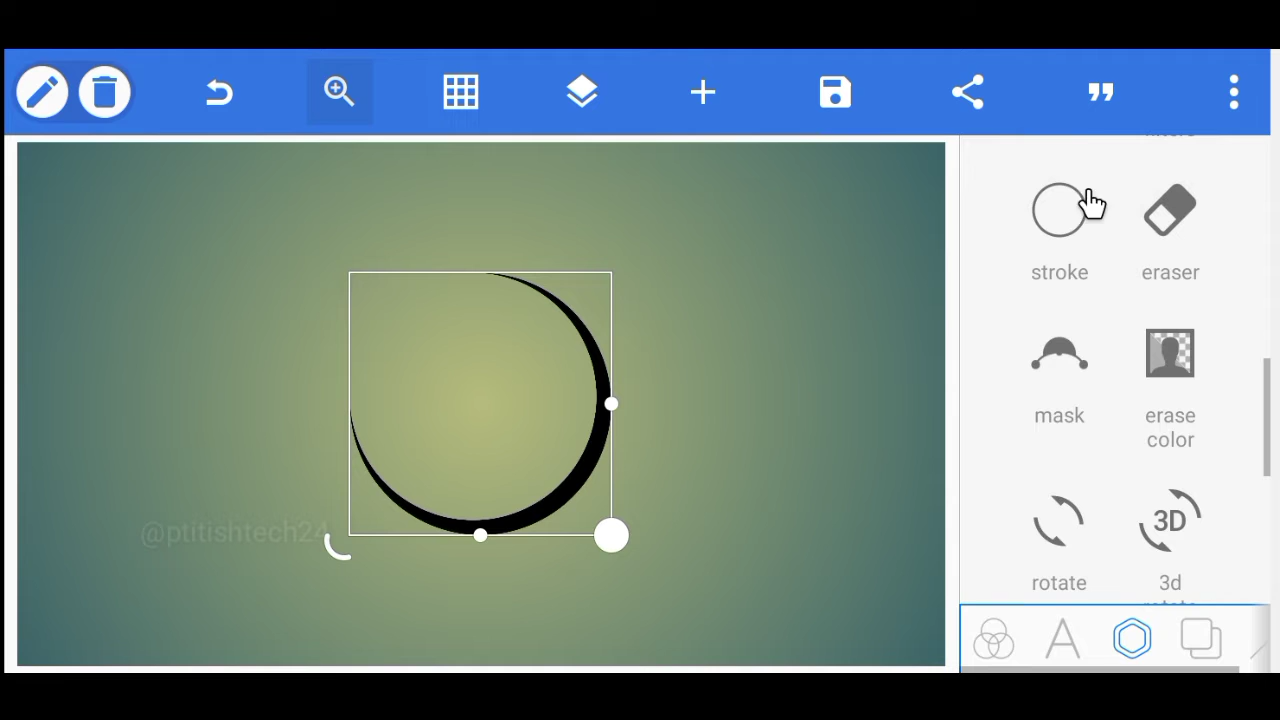 stroke
eraser
mask
erase
color
rotate
3D
3d
@ptitishtech24
A